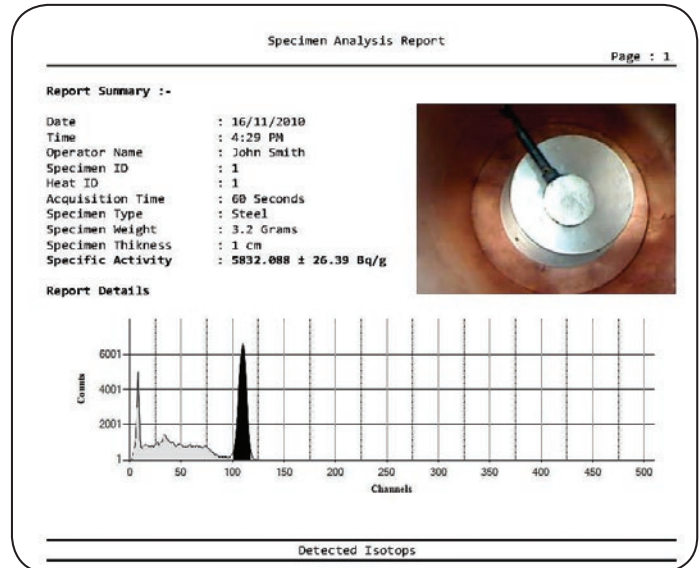 Specimen Analysis Report
Page : 1
Report Summary :-
Date : 16/11/2010
Time : 4:29 PM
Operator Name : John Smith
Specimen ID : 1
Heat ID : 1
Acquisition Time : 60 Seconds
Specimen Type : Steel
Specimen Weight : 3.2 Grams
Specimen Thikness : 1 cm
Specific Activity : 5832.088 ± 26.39 Bq/g
Report Details
6001
4001
2001
1
Counts
0 50 100 150 200 250 300 350 400 450 500
Channels
Detected Isotops